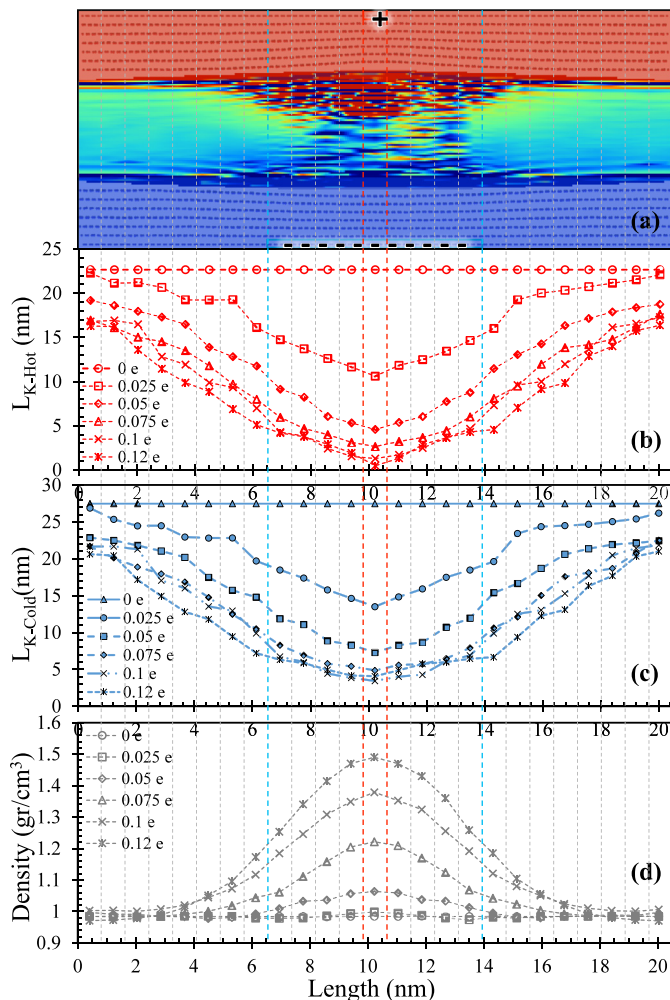 +
(a)
25
20
15
10
5
0
L_K-Hot (nm)
0 e
0.025 e
0.05 e
0.075 e
0.1 e
0.12 e
(b)
0 2 4 6 8 10 12 14 16 18 20
30
25
20
15
10
5
0
L_K-Cold (nm)
0 e
0.025 e
0.05 e
0.075 e
0.1 e
0.12 e
(c)
0 2 4 6 8 10 12 14 16 18 20
1.6
1.5
1.4
1.3
1.2
1.1
1
0.9
Density (gr/cm³)
0 e
0.025 e
0.05 e
0.075 e
0.1 e
0.12 e
(d)
0 2 4 6 8 10 12 14 16 18 20
Length (nm)